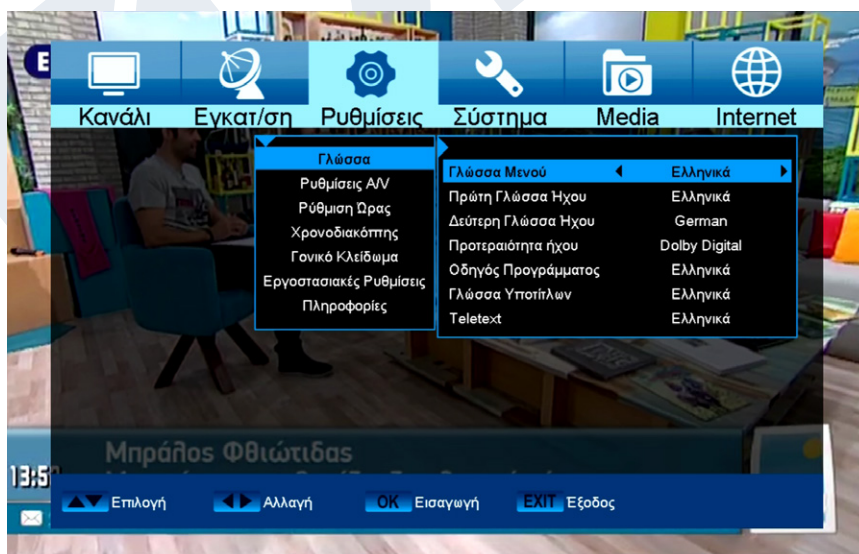 E
Κανάλι Εγκατ/ση Ρυθμίσεις Σύστημα Media Internet
Γλώσσα
Ρυθμίσεις A/V
Ρύθμιση Ώρας
Χρονοδιακόπτης
Γονικό Κλείδωμα
Εργοστασιακές Ρυθμίσεις
Πληροφορίες
Γλώσσα Μενού Ελληνικά
Πρώτη Γλώσσα Ήχου Ελληνικά
Δεύτερη Γλώσσα Ήχου German
Προτεραιότητα ήχου Dolby Digital
Οδηγός Προγράμματος Ελληνικά
Γλώσσα Υποτίτλων Ελληνικά
Teletext Ελληνικά
Μπράλος Φθιώτιδας
13:5
Επιλογή Αλλαγή OK Εισαγωγή EXIT Έξοδος